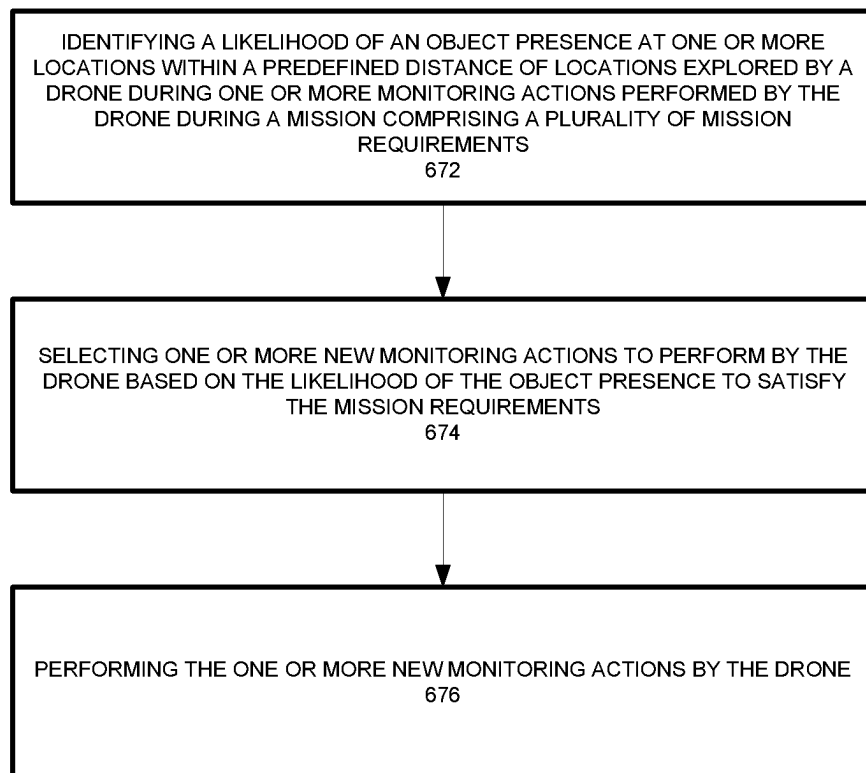 IDENTIFYING A LIKELIHOOD OF AN OBJECT PRESENCE AT ONE OR MORE
LOCATIONS WITHIN A PREDEFINED DISTANCE OF LOCATIONS EXPLORED BY A
DRONE DURING ONE OR MORE MONITORING ACTIONS PERFORMED BY THE
DRONE DURING A MISSION COMPRISING A PLURALITY OF MISSION
REQUIREMENTS
672
SELECTING ONE OR MORE NEW MONITORING ACTIONS TO PERFORM BY THE
DRONE BASED ON THE LIKELIHOOD OF THE OBJECT PRESENCE TO SATISFY
THE MISSION REQUIREMENTS
674
PERFORMING THE ONE OR MORE NEW MONITORING ACTIONS BY THE DRONE
676